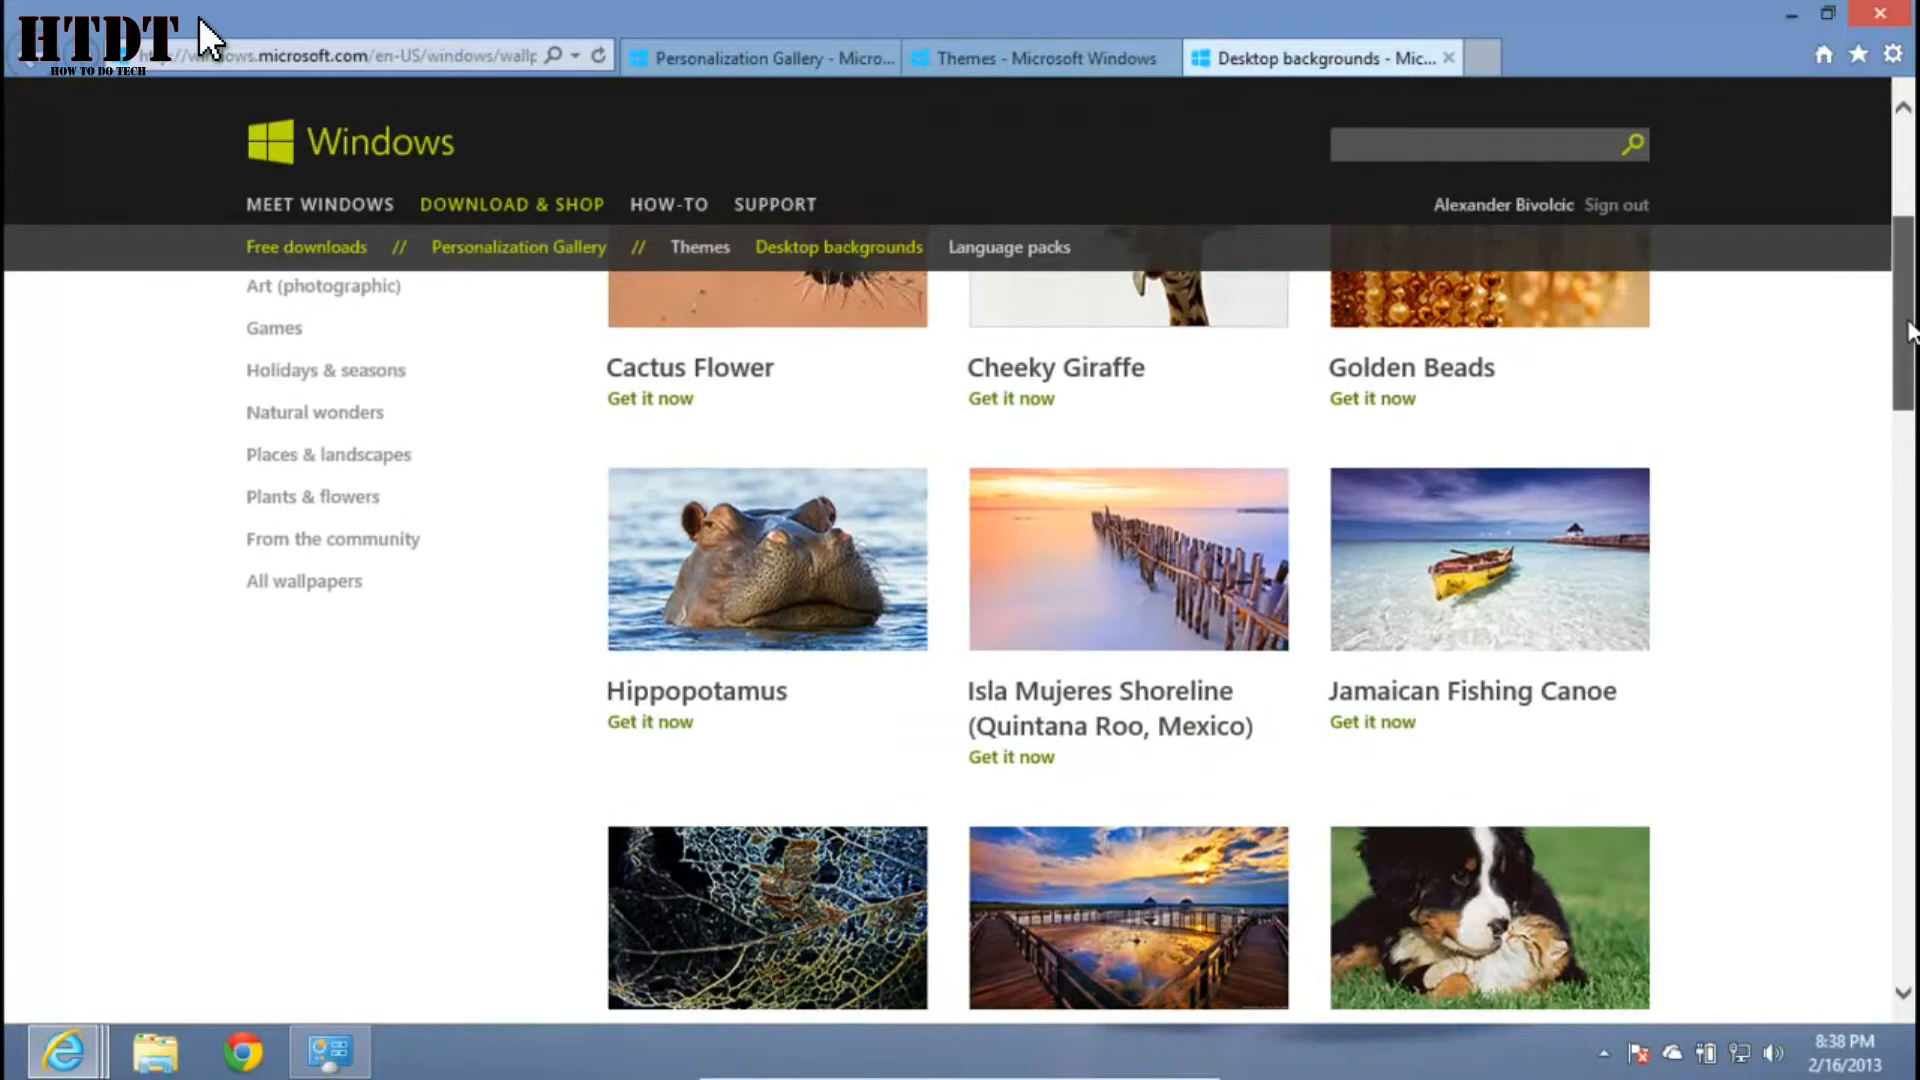 HTDT
HOW TO DO TECH
.microsoft.com/en-US/windows/wallp
Personalization Gallery - Micro...
Themes - Microsoft Windows
Desktop backgrounds - Mic...
Windows
MEET WINDOWS DOWNLOAD & SHOP HOW-TO SUPPORT
Alexander Bivolcic Sign out
Free downloads // Personalization Gallery // Themes Desktop backgrounds Language packs
Art (photographic)
Games
Holidays & seasons
Natural wonders
Places & landscapes
Plants & flowers
From the community
All wallpapers
Cactus Flower
Get it now
Cheeky Giraffe
Get it now
Golden Beads
Get it now
Hippopotamus
Get it now
Isla Mujeres Shoreline
(Quintana Roo, Mexico)
Get it now
Jamaican Fishing Canoe
Get it now
8:38 PM
2/16/2013